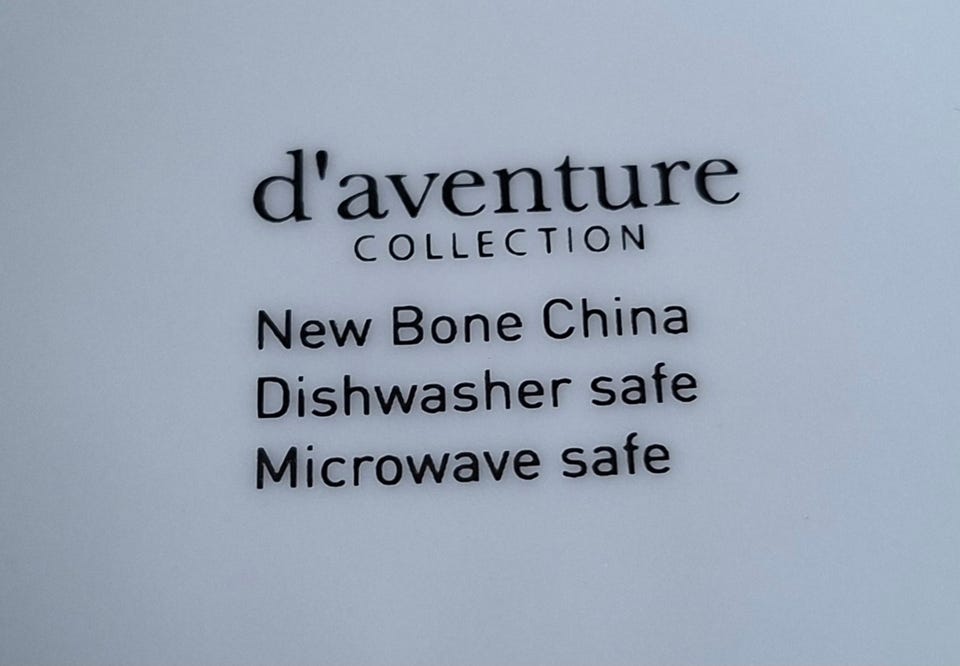 d'aventure
COLLECTION
New Bone China
Dishwasher safe
Microwave safe